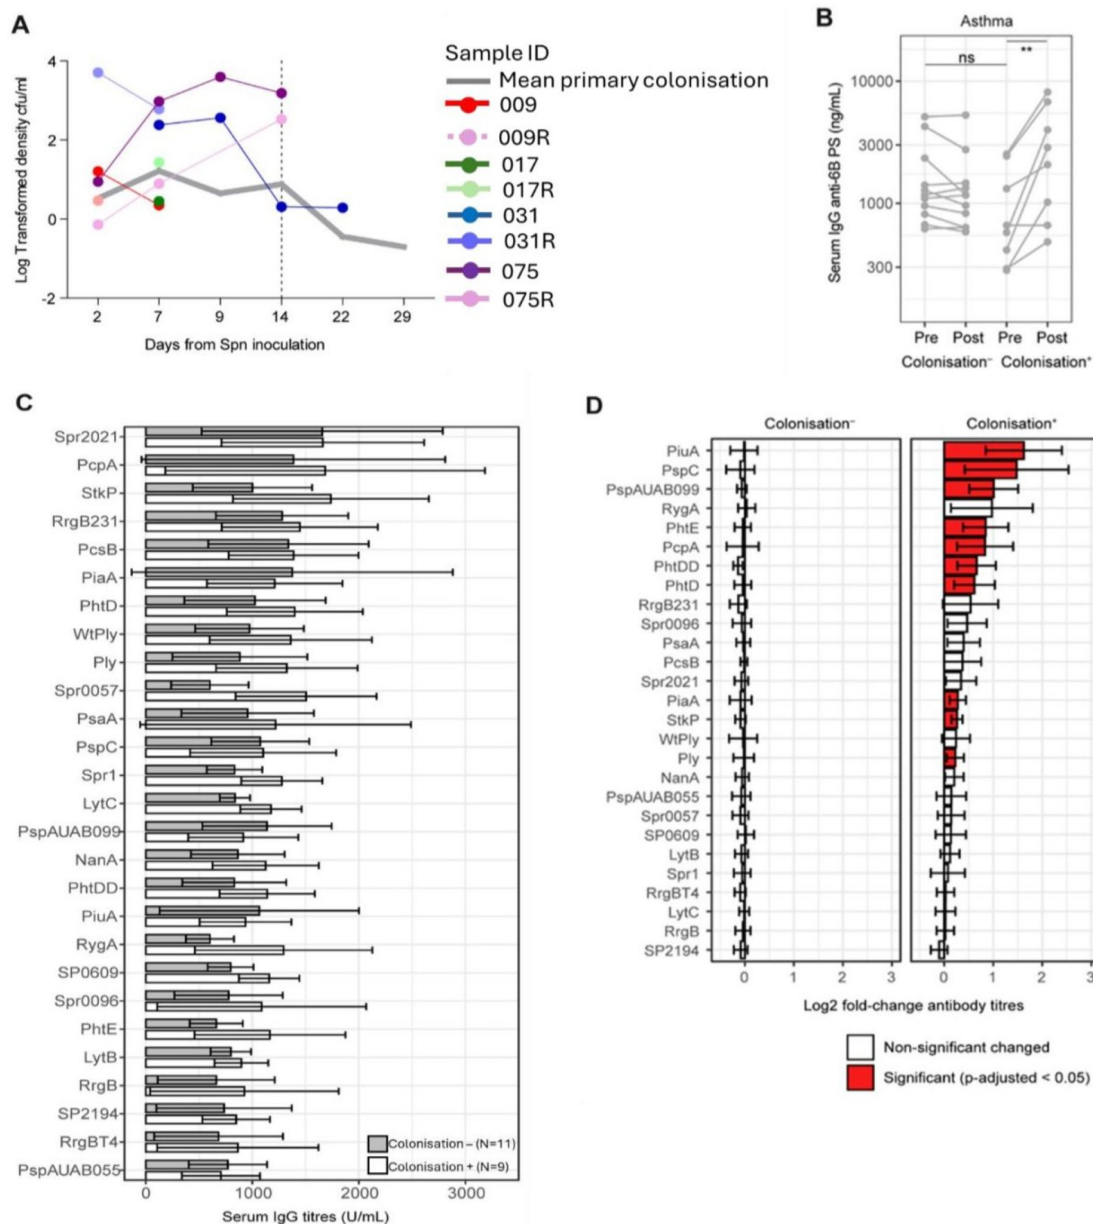 A
Log Transformed density cfu/ml
4
2
0
-2
2 7 9 14 22 29
Days from Spn inoculation
Sample ID
Mean primary colonisation
009
009R
017
017R
031
031R
075
075R
B
Asthma
ns
**
Serum IgG anti-6B PS (ng/mL)
10000
3000
1000
300
Pre Post Pre Post
Colonisation⁻ Colonisation⁺
C
Spr2021
PcpA
StkP
RrgB231
PcsB
PiaA
PhtD
WtPly
Ply
Spr0057
PsaA
PspC
Spr1
LytC
PspAUAB099
NanA
PhtDD
PiuA
RygA
SP0609
Spr0096
PhtE
LytB
RrgB
SP2194
RrgBT4
PspAUAB055
Colonisation – (N=11)
Colonisation + (N=9)
0 1000 2000 3000
Serum IgG titres (U/mL)
D
Colonisation⁻ Colonisation⁺
PiuA
PspC
PspAUAB099
RygA
PhtE
PcpA
PhtDD
PhtD
RrgB231
Spr0096
PsaA
PcsB
Spr2021
PiaA
StkP
WtPly
Ply
NanA
PspAUAB055
Spr0057
SP0609
LytB
Spr1
RrgBT4
LytC
RrgB
SP2194
0 1 2 3 0 1 2 3
Log2 fold-change antibody titres
Non-significant changed
Significant (p-adjusted < 0.05)